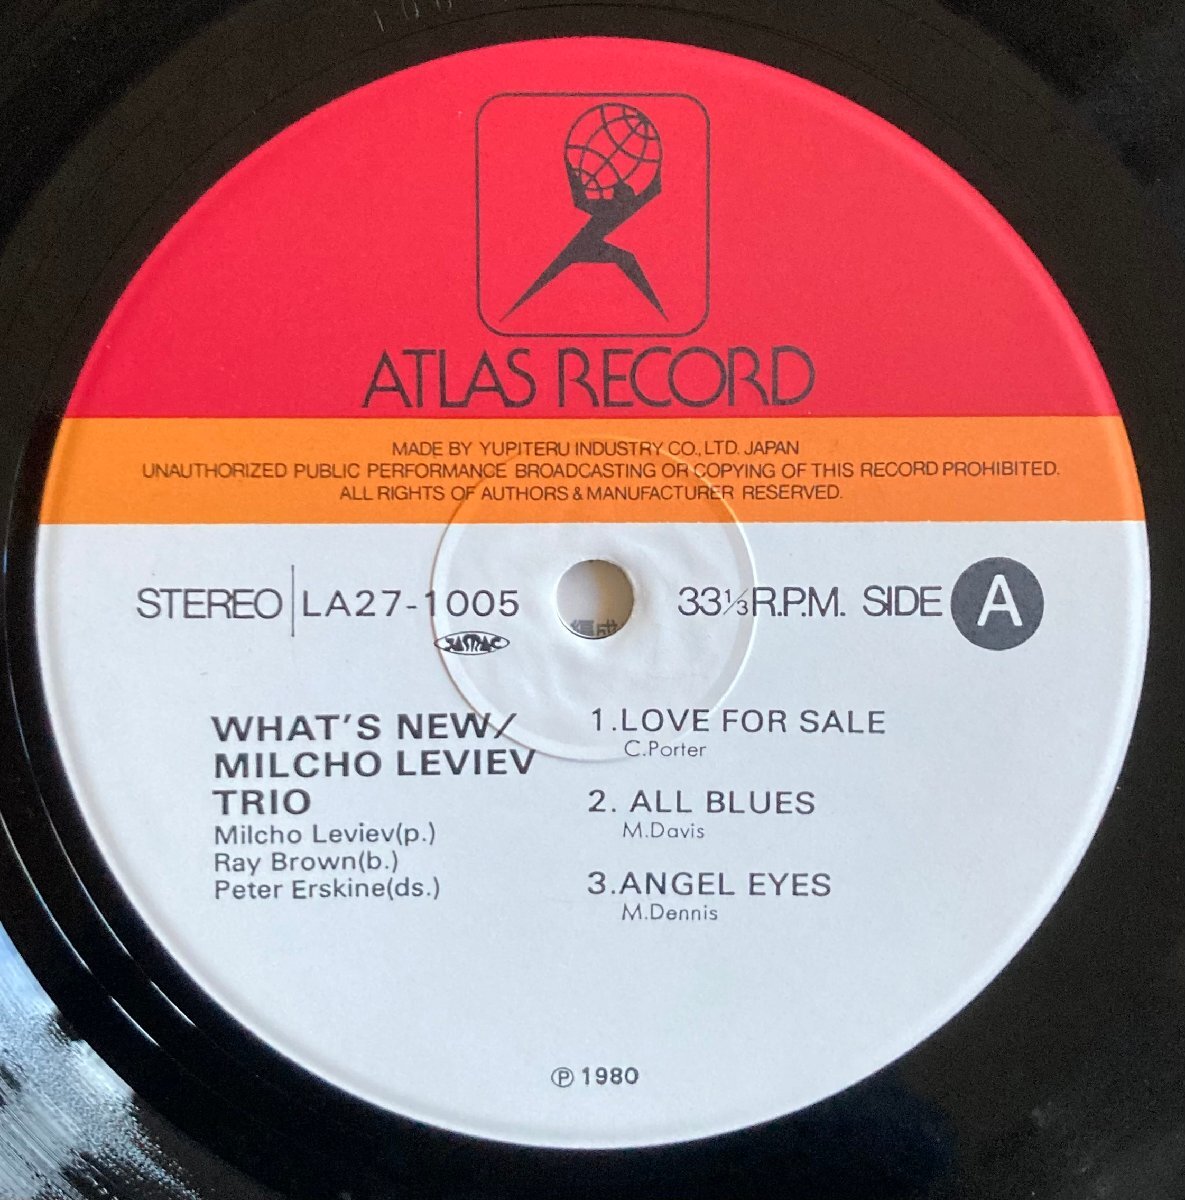 ATLAS RECORD
MADE BY YUPITERU INDUSTRY CO., LTD. JAPAN
UNAUTHORIZED PUBLIC PERFORMANCE BROADCASTING OR COPYING OF THIS RECORD PROHIBITED.
ALL RIGHTS OF AUTHORS & MANUFACTURER RESERVED.
STEREO | LA27-1005
JASRAC
33⅓ R.P.M. SIDE A
WHAT'S NEW/
MILCHO LEVIEV
TRIO
Milcho Leviev(p.)
Ray Brown(b.)
Peter Erskine(ds.)
1.LOVE FOR SALE
C.Porter
2. ALL BLUES
M.Davis
3.ANGEL EYES
M.Dennis
Ⓟ 1980